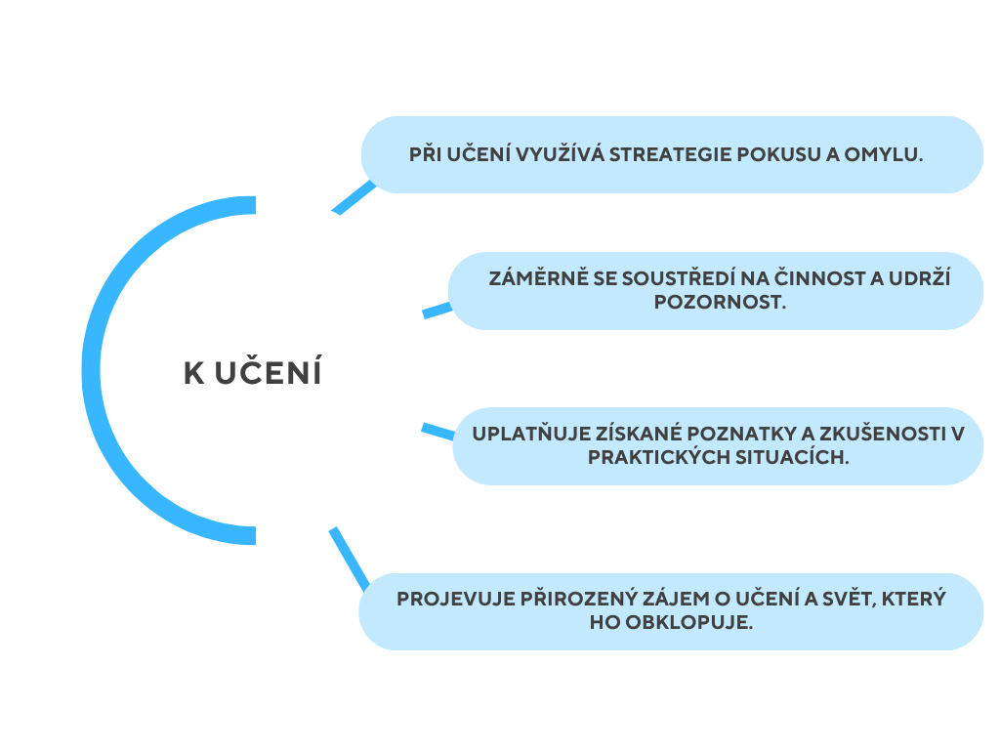 PŘI UČENÍ VYUŽÍVÁ STREATEGIE POKUSU A OMYLU.
ZÁMĚRNĚ SE SOUSTŘEDÍ NA ČINNOST A UDRŽÍ
POZORNOST.
K UČENÍ
UPLATŇUJE ZÍSKANÉ POZNATKY A ZKUŠENOSTI V
PRAKTICKÝCH SITUACÍCH.
PROJEVUJE PŘIROZENÝ ZÁJEM O UČENÍ A SVĚT, KTERÝ
HO OBKLOPUJE.